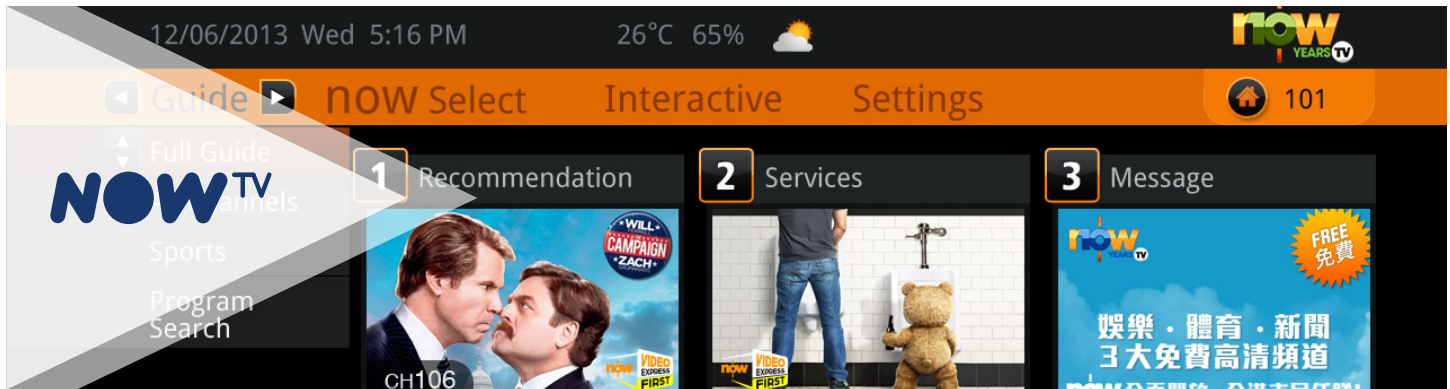 12/06/2013 Wed 5:16 PM 26°C 65%
now
YEARS TV
Guide now Select Interactive Settings 101
Full Guide
NOW TV
Channels
Sports
Program
Search
1 Recommendation
WILL
CAMPAIGN
ZACH
now VIDEO
EXPRESS
FIRST
CH106
2 Services
now VIDEO
EXPRESS
FIRST
3 Message
now
YEARS TV
FREE
免費
娛樂．體育．新聞
3大免費高清頻道